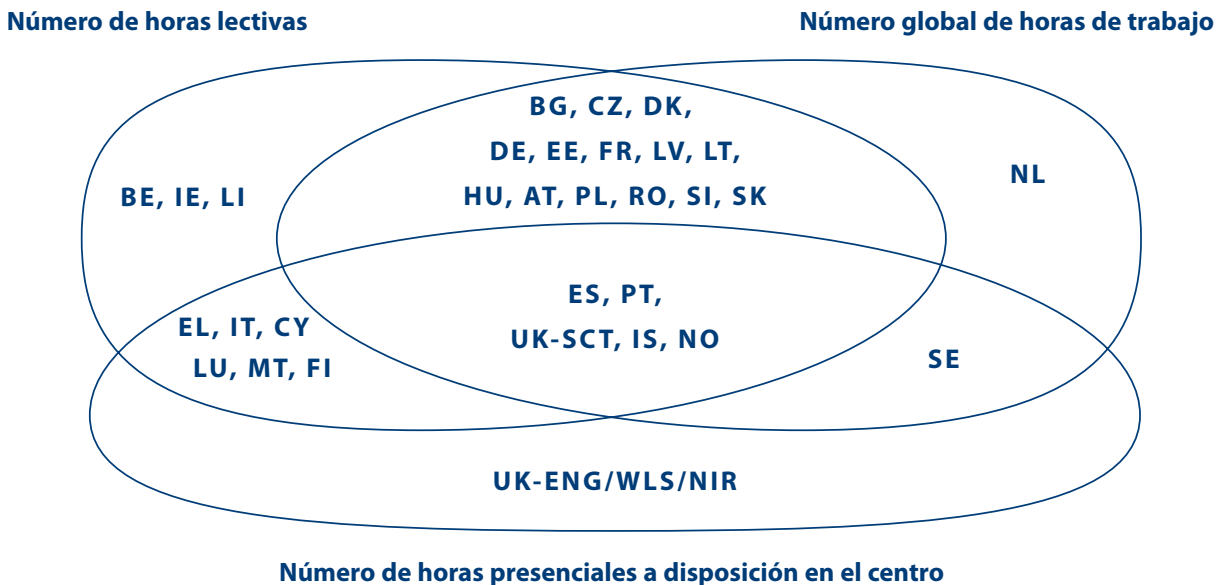 Número de horas lectivas
Número global de horas de trabajo
BG, CZ, DK,
DE, EE, FR, LV, LT,
HU, AT, PL, RO, SI, SK
BE, IE, LI
NL
ES, PT,
UK-SCT, IS, NO
EL, IT, CY
LU, MT, FI
SE
UK-ENG/WLS/NIR
Número de horas presenciales a disposición en el centro